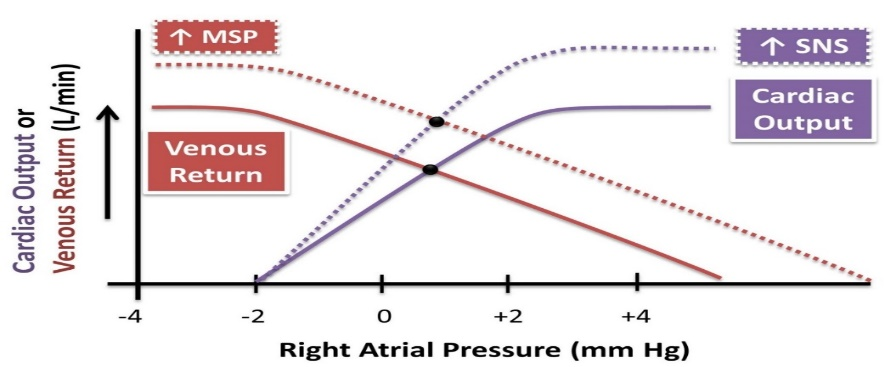 ↑ MSP
↑ SNS
Cardiac
Output
Venous
Return
Cardiac Output or
Venous Return (L/min)
-4
-2
0
+2
+4
Right Atrial Pressure (mm Hg)